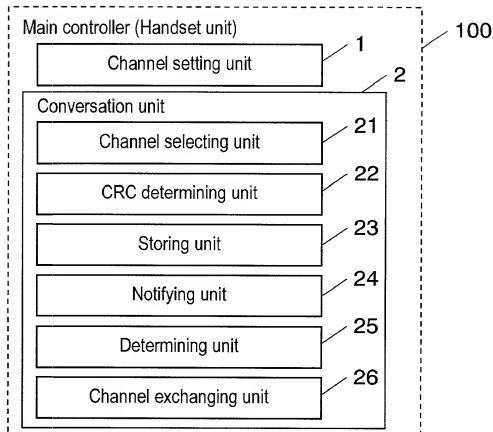 Main controller (Handset unit)
100
Channel setting unit
1
2
Conversation unit
Channel selecting unit
21
CRC determining unit
22
Storing unit
23
Notifying unit
24
Determining unit
25
Channel exchanging unit
26